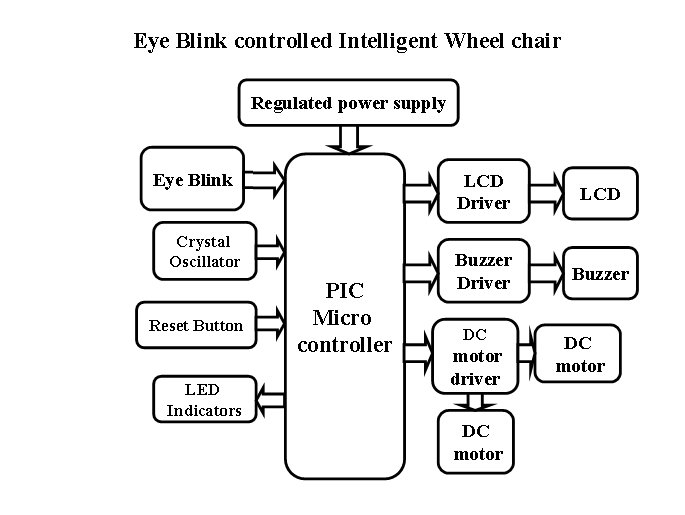 Eye Blink controlled Intelligent Wheel chair
Regulated power supply
Eye Blink
LCD
Driver
LCD
Crystal
Oscillator
Buzzer
Driver
Buzzer
PIC
Micro
controller
Reset Button
DC
motor
driver
DC
motor
LED
Indicators
DC
motor